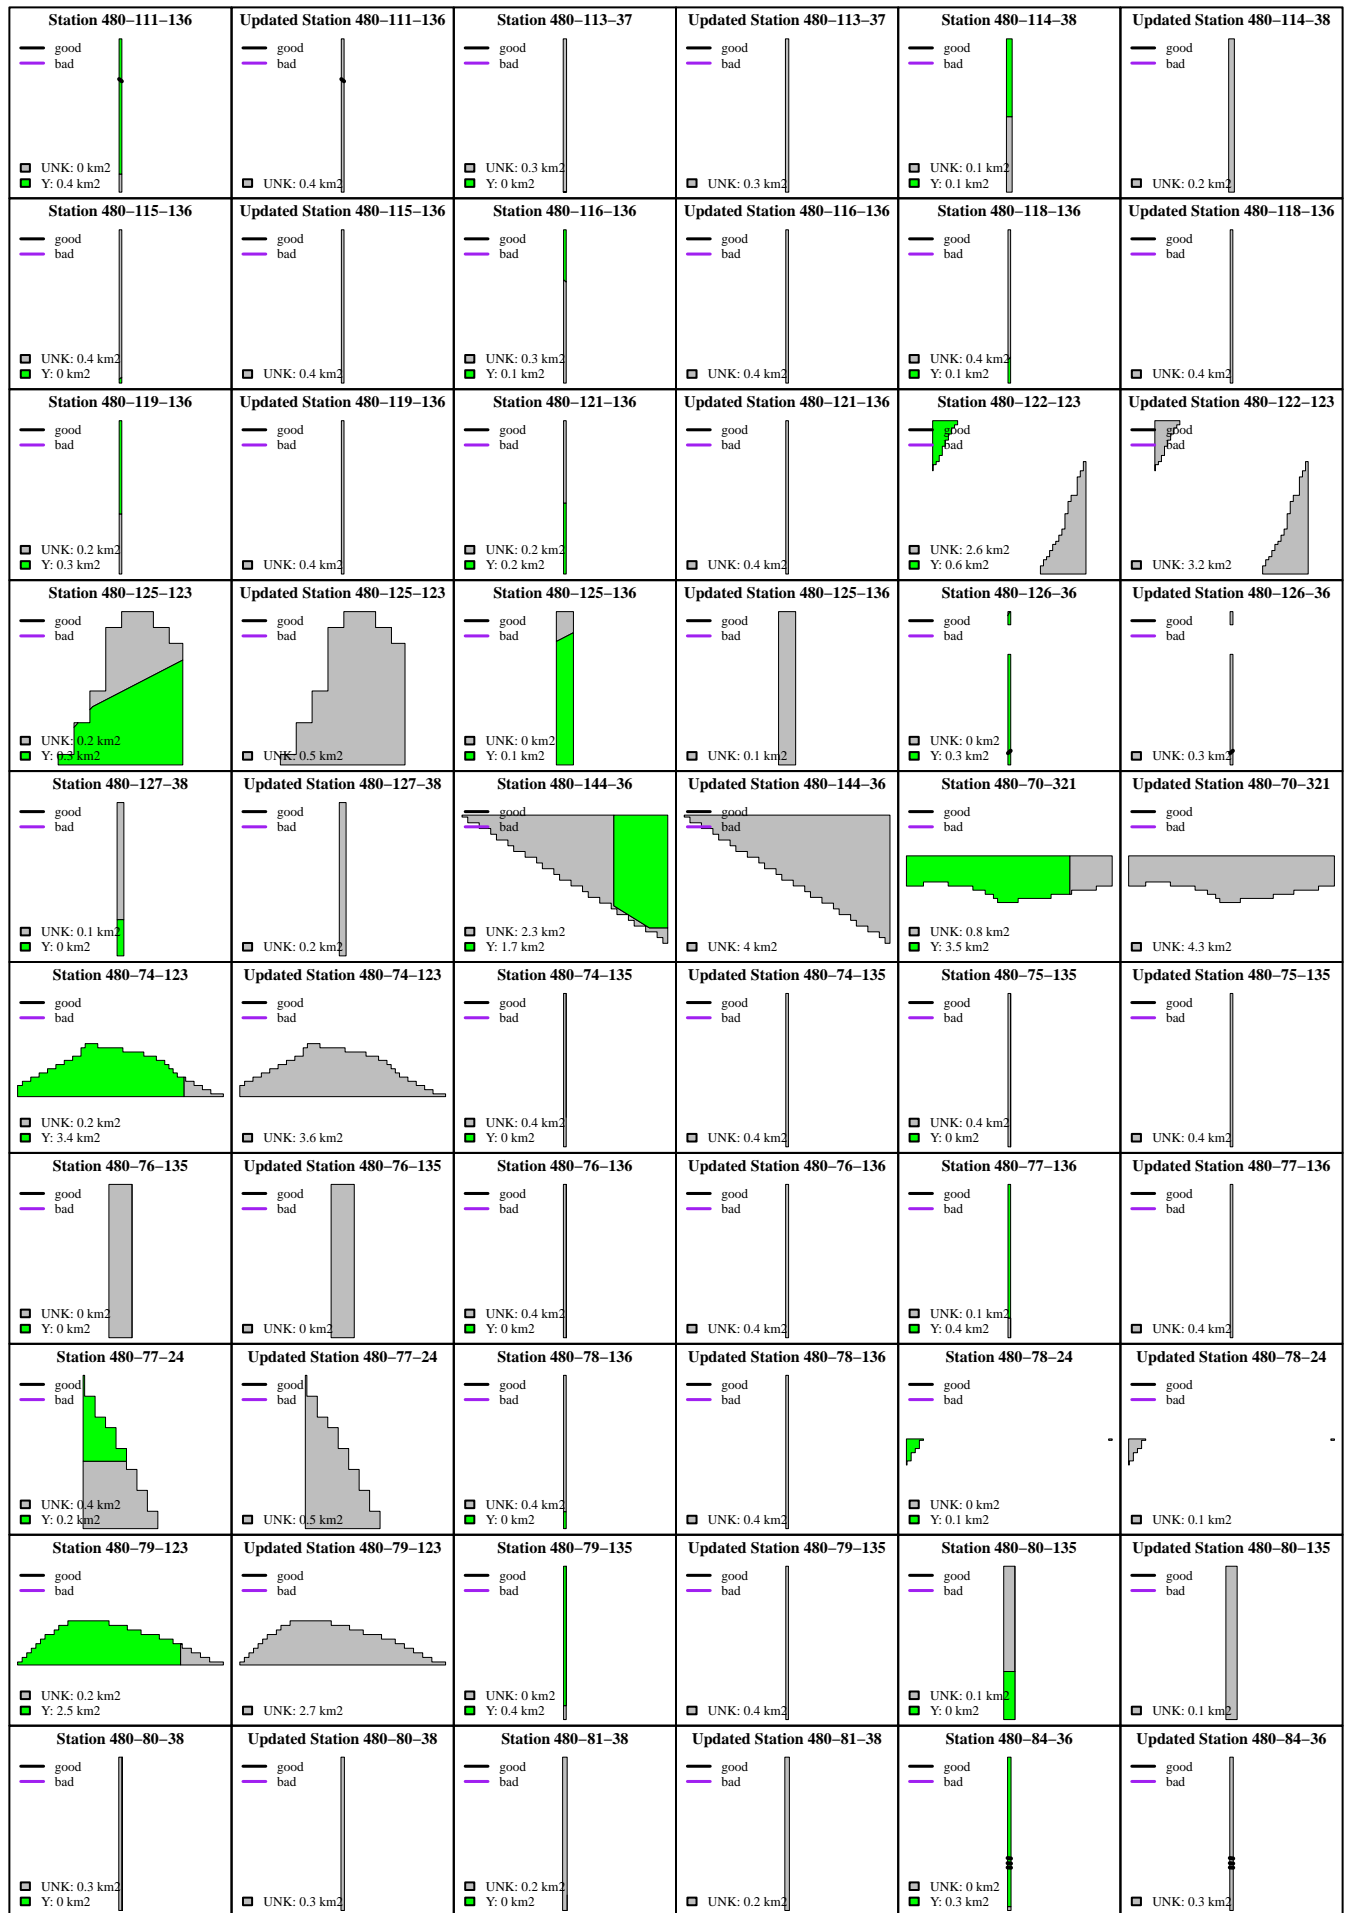 Station 480−111−136
good
bad
UNK: 0 km2
Y: 0.4 km2
Updated Station 480−111−136
good
bad
UNK: 0.4 km2
Station 480−113−37
good
bad
UNK: 0.3 km2
Y: 0 km2
Updated Station 480−113−37
good
bad
UNK: 0.3 km2
Station 480−114−38
good
bad
UNK: 0.1 km2
Y: 0.1 km2
Updated Station 480−114−38
good
bad
UNK: 0.2 km2
Station 480−115−136
good
bad
UNK: 0.4 km2
Y: 0 km2
Updated Station 480−115−136
good
bad
UNK: 0.4 km2
Station 480−116−136
good
bad
UNK: 0.3 km2
Y: 0.1 km2
Updated Station 480−116−136
good
bad
UNK: 0.4 km2
Station 480−118−136
good
bad
UNK: 0.4 km2
Y: 0.1 km2
Updated Station 480−118−136
good
bad
UNK: 0.4 km2
Station 480−119−136
good
bad
UNK: 0.2 km2
Y: 0.3 km2
Updated Station 480−119−136
good
bad
UNK: 0.4 km2
Station 480−121−136
good
bad
UNK: 0.2 km2
Y: 0.2 km2
Updated Station 480−121−136
good
bad
UNK: 0.4 km2
Station 480−122−123
good
bad
UNK: 2.6 km2
Y: 0.6 km2
Updated Station 480−122−123
good
bad
UNK: 3.2 km2
Station 480−125−123
good
bad
UNK: 0.2 km2
Y: 0.3 km2
Updated Station 480−125−123
good
bad
UNK: 0.5 km2
Station 480−125−136
good
bad
UNK: 0 km2
Y: 0.1 km2
Updated Station 480−125−136
good
bad
UNK: 0.1 km2
Station 480−126−36
good
bad
UNK: 0 km2
Y: 0.3 km2
Updated Station 480−126−36
good
bad
UNK: 0.3 km2
Station 480−127−38
good
bad
UNK: 0.1 km2
Y: 0 km2
Updated Station 480−127−38
good
bad
UNK: 0.2 km2
Station 480−144−36
good
bad
UNK: 2.3 km2
Y: 1.7 km2
Updated Station 480−144−36
good
bad
UNK: 4 km2
Station 480−70−321
good
bad
UNK: 0.8 km2
Y: 3.5 km2
Updated Station 480−70−321
good
bad
UNK: 4.3 km2
Station 480−74−123
good
bad
UNK: 0.2 km2
Y: 3.4 km2
Updated Station 480−74−123
good
bad
UNK: 3.6 km2
Station 480−74−135
good
bad
UNK: 0.4 km2
Y: 0 km2
Updated Station 480−74−135
good
bad
UNK: 0.4 km2
Station 480−75−135
good
bad
UNK: 0.4 km2
Y: 0 km2
Updated Station 480−75−135
good
bad
UNK: 0.4 km2
Station 480−76−135
good
bad
UNK: 0 km2
Y: 0 km2
Updated Station 480−76−135
good
bad
UNK: 0 km2
Station 480−76−136
good
bad
UNK: 0.4 km2
Y: 0 km2
Updated Station 480−76−136
good
bad
UNK: 0.4 km2
Station 480−77−136
good
bad
UNK: 0.1 km2
Y: 0.4 km2
Updated Station 480−77−136
good
bad
UNK: 0.4 km2
Station 480−77−24
good
bad
UNK: 0.4 km2
Y: 0.2 km2
Updated Station 480−77−24
good
bad
UNK: 0.5 km2
Station 480−78−136
good
bad
UNK: 0.4 km2
Y: 0 km2
Updated Station 480−78−136
good
bad
UNK: 0.4 km2
Station 480−78−24
good
bad
UNK: 0 km2
Y: 0.1 km2
Updated Station 480−78−24
good
bad
UNK: 0.1 km2
Station 480−79−123
good
bad
UNK: 0.2 km2
Y: 2.5 km2
Updated Station 480−79−123
good
bad
UNK: 2.7 km2
Station 480−79−135
good
bad
UNK: 0 km2
Y: 0.4 km2
Updated Station 480−79−135
good
bad
UNK: 0.4 km2
Station 480−80−135
good
bad
UNK: 0.1 km2
Y: 0 km2
Updated Station 480−80−135
good
bad
UNK: 0.1 km2
Station 480−80−38
good
bad
UNK: 0.3 km2
Y: 0 km2
Updated Station 480−80−38
good
bad
UNK: 0.3 km2
Station 480−81−38
good
bad
UNK: 0.2 km2
Y: 0 km2
Updated Station 480−81−38
good
bad
UNK: 0.2 km2
Station 480−84−36
good
bad
UNK: 0 km2
Y: 0.3 km2
Updated Station 480−84−36
good
bad
UNK: 0.3 km2